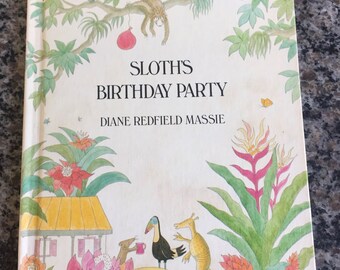 SLOTH'S
BIRTHDAY PARTY
DIANE REDFIELD MASSIE